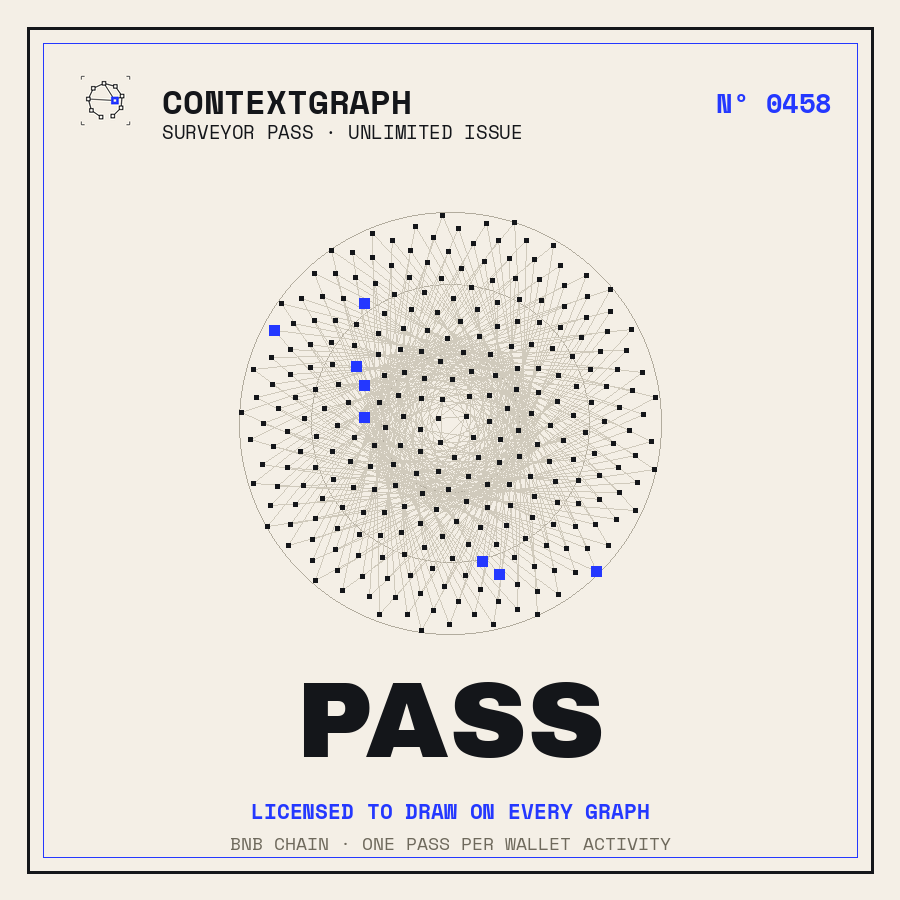 CONTEXTGRAPH
N° 0458
SURVEYOR PASS · UNLIMITED ISSUE
PASS
LICENSED TO DRAW ON EVERY GRAPH
BNB CHAIN · ONE PASS PER WALLET ACTIVITY